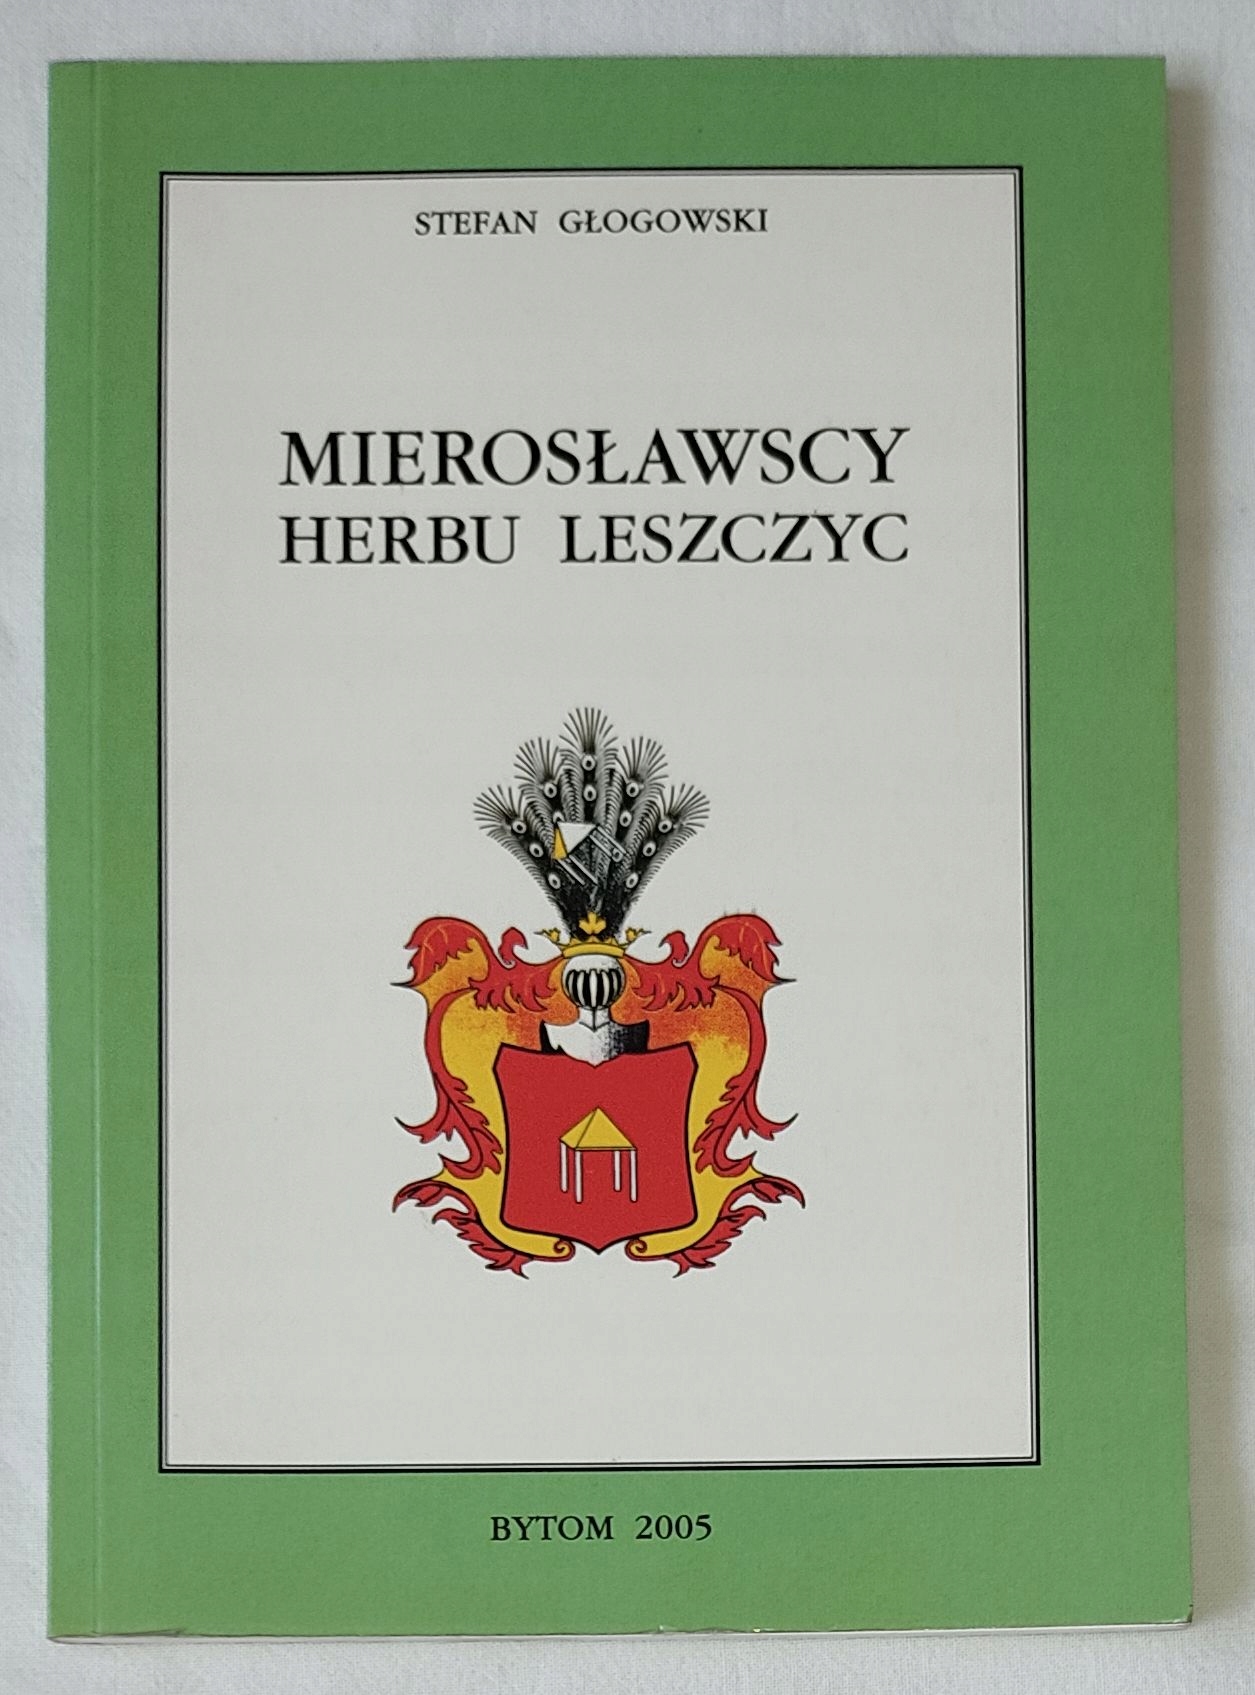 STEFAN GŁOGOWSKI
MIEROSŁAWSCY
HERBU LESZCZYC
BYTOM 2005